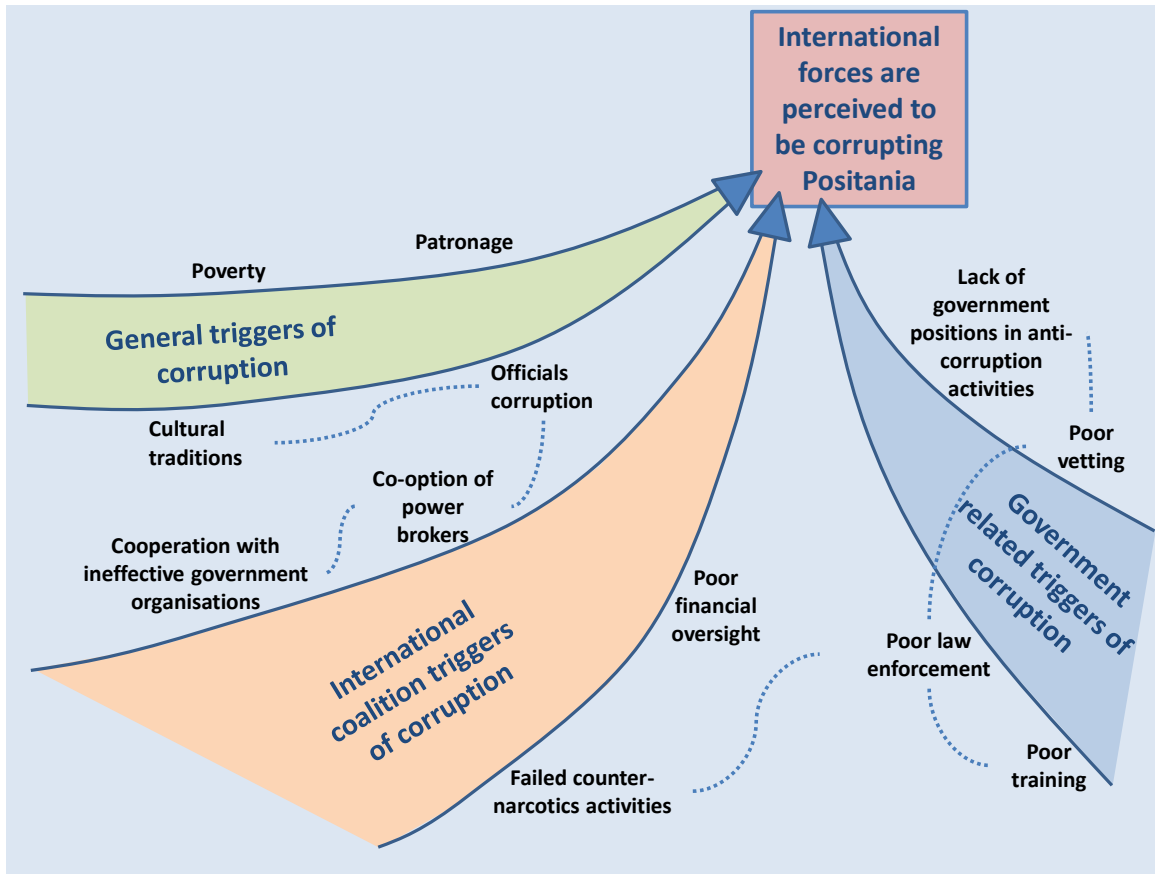 International
forces are
perceived to
be corrupting
Positania
Patronage
Poverty
General triggers of
corruption
Officials
corruption
Cultural
traditions
Co-option of
power
brokers
Cooperation with
ineffective government
organisations
International
coalition triggers
of corruption
Poor
financial
oversight
Failed counter-
narcotics activities
Lack of
government
positions in anti-
corruption
activities
Poor
vetting
Government
related triggers of
corruption
Poor law
enforcement
Poor
training